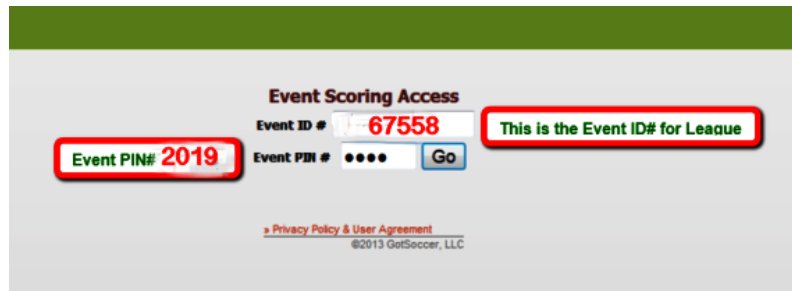 Event Scoring Access
Event ID # 67558
This is the Event ID# for League
Event PIN# 2019
Event PIN # ●●●● Go
» Privacy Policy & User Agreement
©2013 GotSoccer, LLC